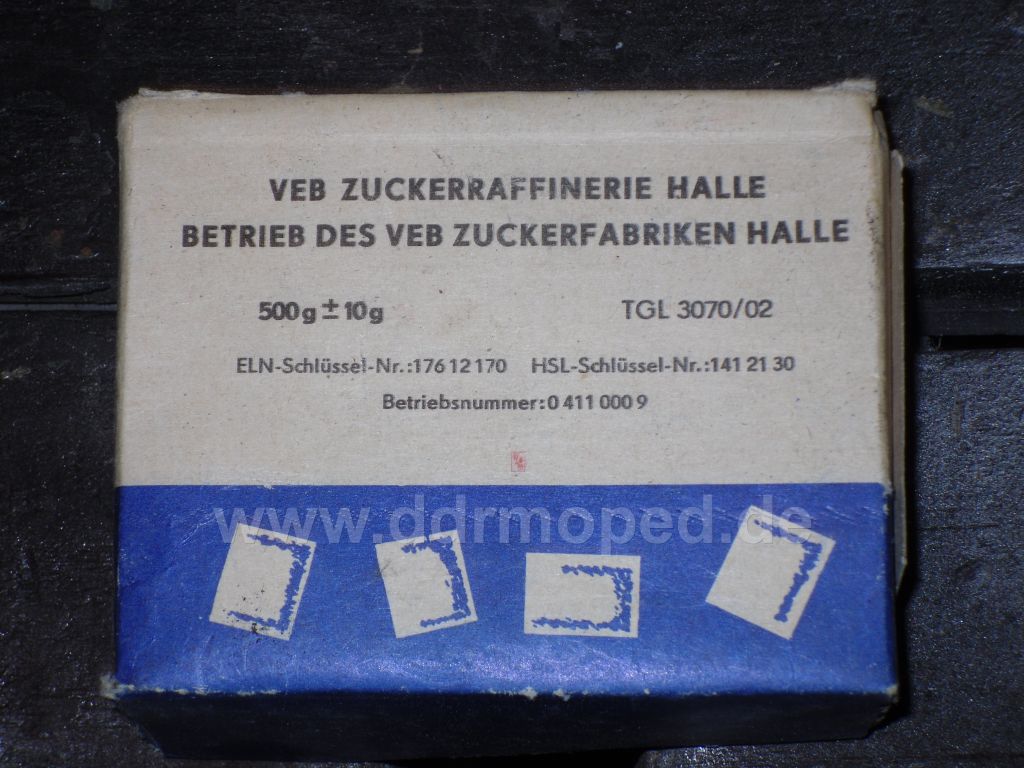 VEB ZUCKERRAFFINERIE HALLE
BETRIEB DES VEB ZUCKERFABRIKEN HALLE
500g ± 10g TGL 3070/02
ELN-Schlüssel-Nr.:176 12 170 HSL-Schlüssel-Nr.:141 21 30
Betriebsnummer:0 411 000 9
www.ddrmoped.de